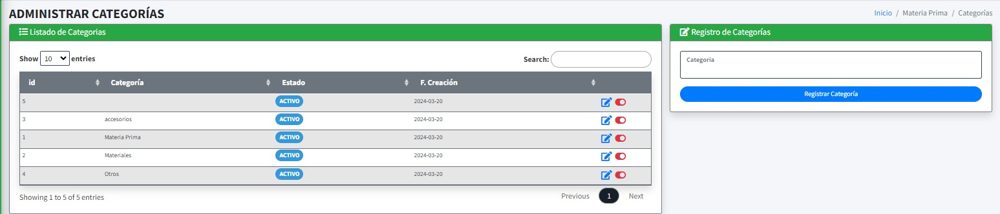 ADMINISTRAR CATEGORÍAS
Inicio / Materia Prima / Categorías
Listado de Categorias
Show 10 entries
Search:
id Categoría Estado F. Creación
5 ACTIVO 2024-03-20
3 accesorios ACTIVO 2024-03-20
1 Materia Prima ACTIVO 2024-03-20
2 Materiales ACTIVO 2024-03-20
4 Otros ACTIVO 2024-03-20
Showing 1 to 5 of 5 entries
Previous 1 Next
Registro de Categorías
Categoria
Registrar Categoría